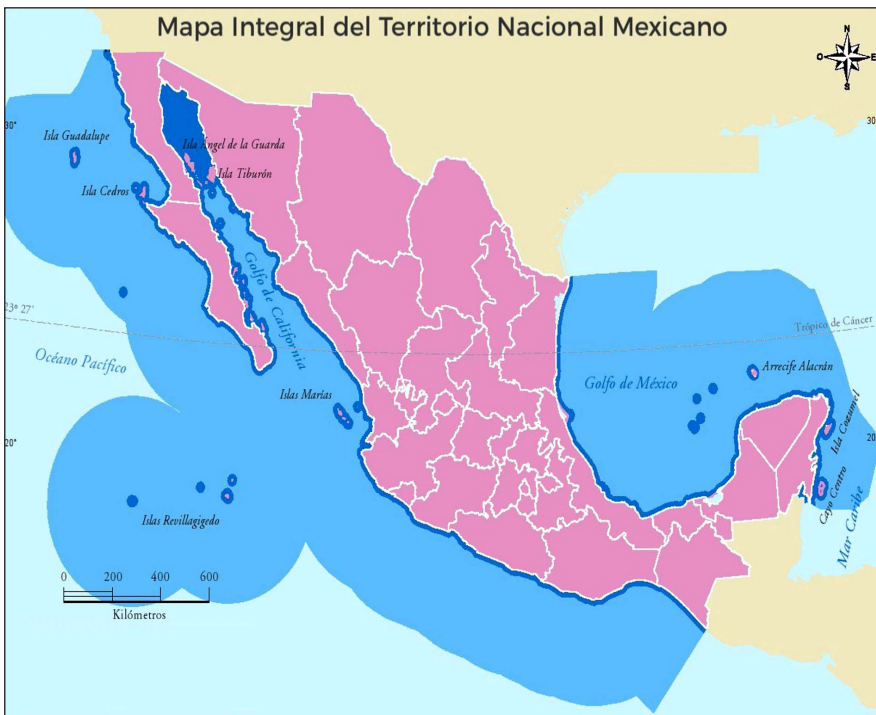 Mapa Integral del Territorio Nacional Mexicano
N
O E
S
30°
30
Isla Guadalupe
Isla Ángel de la Guarda
Isla Tiburón
Isla Cedros
Golfo de California
23° 27'
Trópico de Cáncer
Océano Pacífico
Arrecife Alacrán
Golfo de México
Islas Marías
Isla Cozumel
20°
20
Cayo Centro
Mar Caribe
Islas Revillagigedo
0 200 400 600
Kilómetros